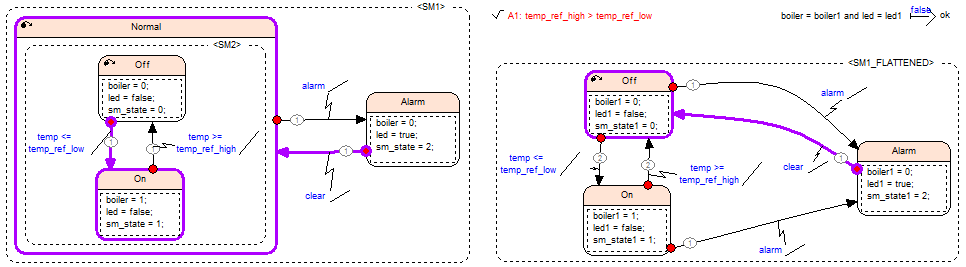 <SM1>
Normal
<SM2>
Off
boiler = 0;
led = false;
sm_state = 0;
temp <=
temp_ref_low
1
1
temp >=
temp_ref_high
On
boiler = 1;
led = false;
sm_state = 1;
alarm
1
1
clear
Alarm
boiler = 0;
led = true;
sm_state = 2;
A1: temp_ref_high > temp_ref_low
boiler = boiler1 and led = led1
false
ok
<SM1_FLATTENED>
Off
boiler1 = 0;
led1 = false;
sm_state1 = 0;
1
alarm
temp <=
temp_ref_low
2
2
temp >=
temp_ref_high
clear
1
Alarm
boiler1 = 0;
led1 = true;
sm_state1 = 2;
On
boiler1 = 1;
led1 = false;
sm_state1 = 1;
1
alarm